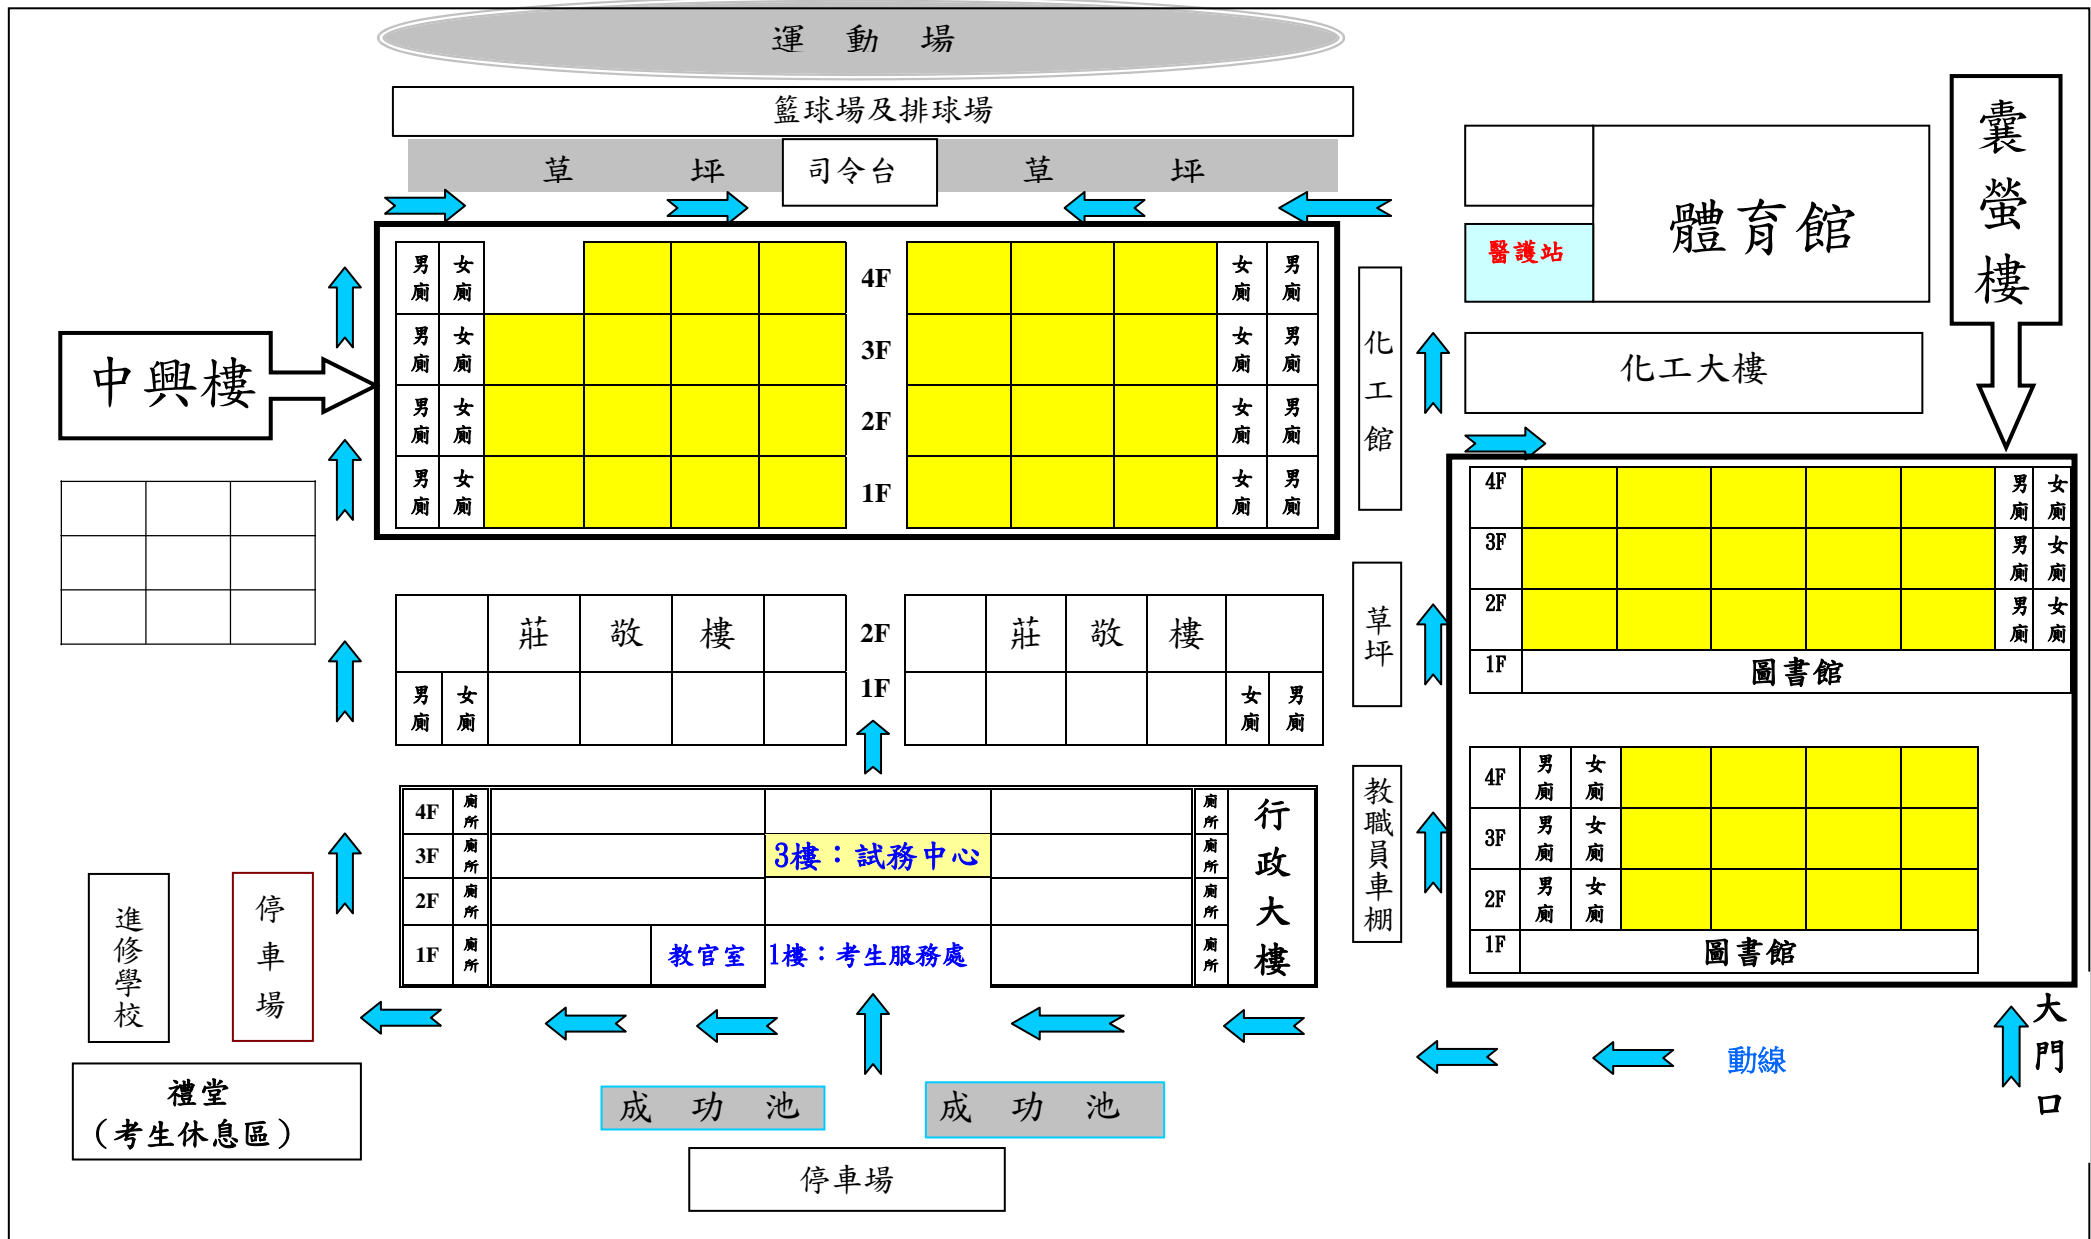 運 動 場
籃球場及排球場
草 坪 司令台 草 坪
體育館
醫護站
囊螢樓
中興樓
男廁 女廁 4F 女廁 男廁
男廁 女廁 3F 女廁 男廁
男廁 女廁 2F 女廁 男廁
男廁 女廁 1F 女廁 男廁
化工館
化工大樓
4F 男廁 女廁
3F 男廁 女廁
2F 男廁 女廁
1F 圖書館
莊 敬 樓 2F 莊 敬 樓
男廁 女廁 1F 女廁 男廁
草坪
4F 男廁 女廁
3F 男廁 女廁
2F 男廁 女廁
1F 圖書館
教職員車棚
4F 廁所 廁所
3F 廁所 3樓：試務中心 廁所
2F 廁所 廁所
1F 廁所 教官室 1樓：考生服務處 廁所
行政大樓
進修學校
停車場
大門口
動線
禮堂
（考生休息區）
成 功 池 成 功 池
停車場